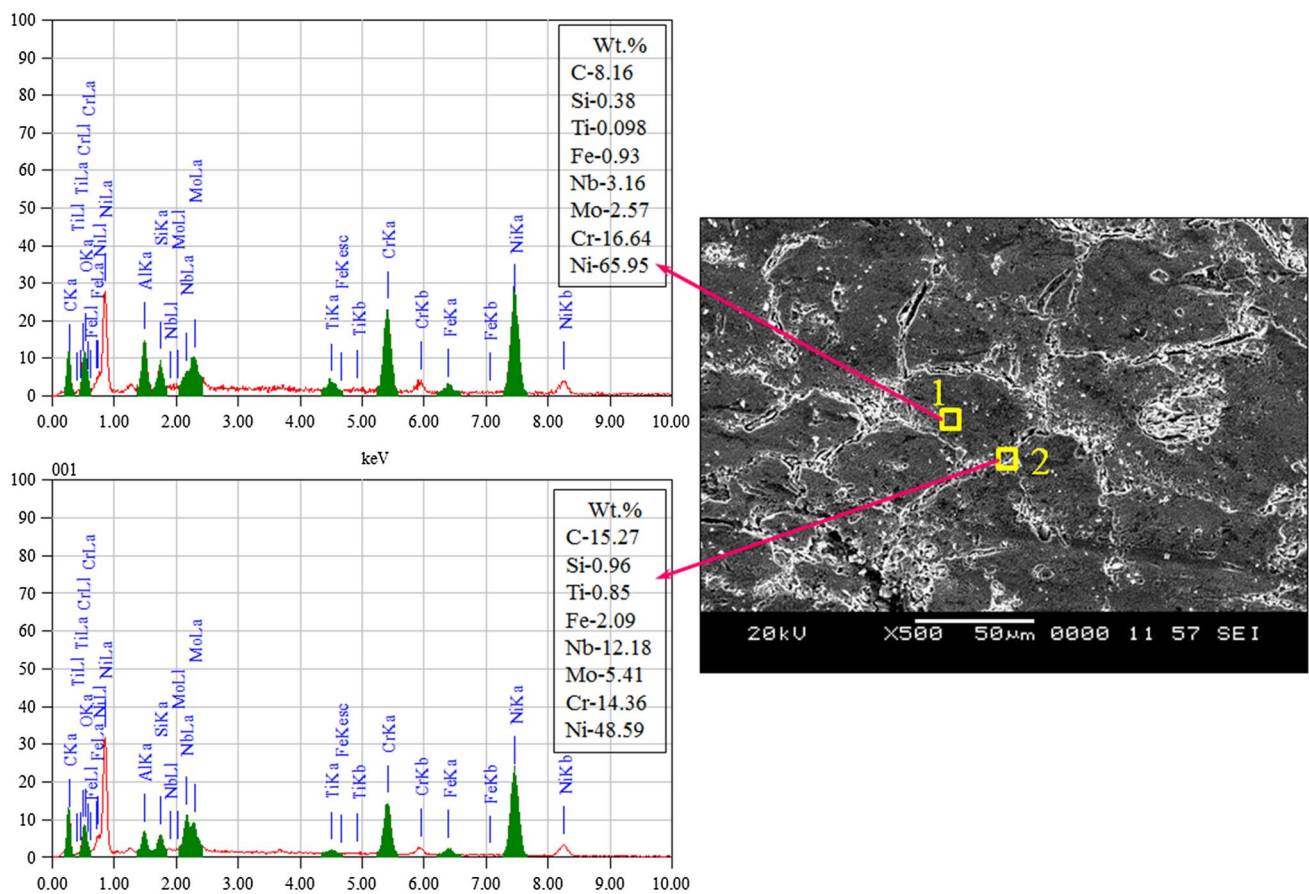 100
90
80
70
60
50
40
30
20
10
0
CKa
TiLl
OKa
FeLl
TiLa
CrLl
CrLa
FeLa
NiLl
NiLa
AlKa
SiKa
NbLl
MoLl
NbLa
MoLa
TiKa
FeKesc
TiKb
CrKa
CrKb
FeKa
FeKb
NiKa
NiKb
0.00 1.00 2.00 3.00 4.00 5.00 6.00 7.00 8.00 9.00 10.00
keV
Wt.%
C-8.16
Si-0.38
Ti-0.098
Fe-0.93
Nb-3.16
Mo-2.57
Cr-16.64
Ni-65.95
001
100
90
80
70
60
50
40
30
20
10
0
CKa
TiLl
OKa
FeLl
TiLa
CrLl
CrLa
FeLa
NiLl
NiLa
AlKa
SiKa
NbLl
MoLl
NbLa
MoLa
TiKa
FeKesc
TiKb
CrKa
CrKb
FeKa
FeKb
NiKa
NiKb
0.00 1.00 2.00 3.00 4.00 5.00 6.00 7.00 8.00 9.00 10.00
Wt.%
C-15.27
Si-0.96
Ti-0.85
Fe-2.09
Nb-12.18
Mo-5.41
Cr-14.36
Ni-48.59
1
2
20kV X500 50μm 0000 11 57 SEI